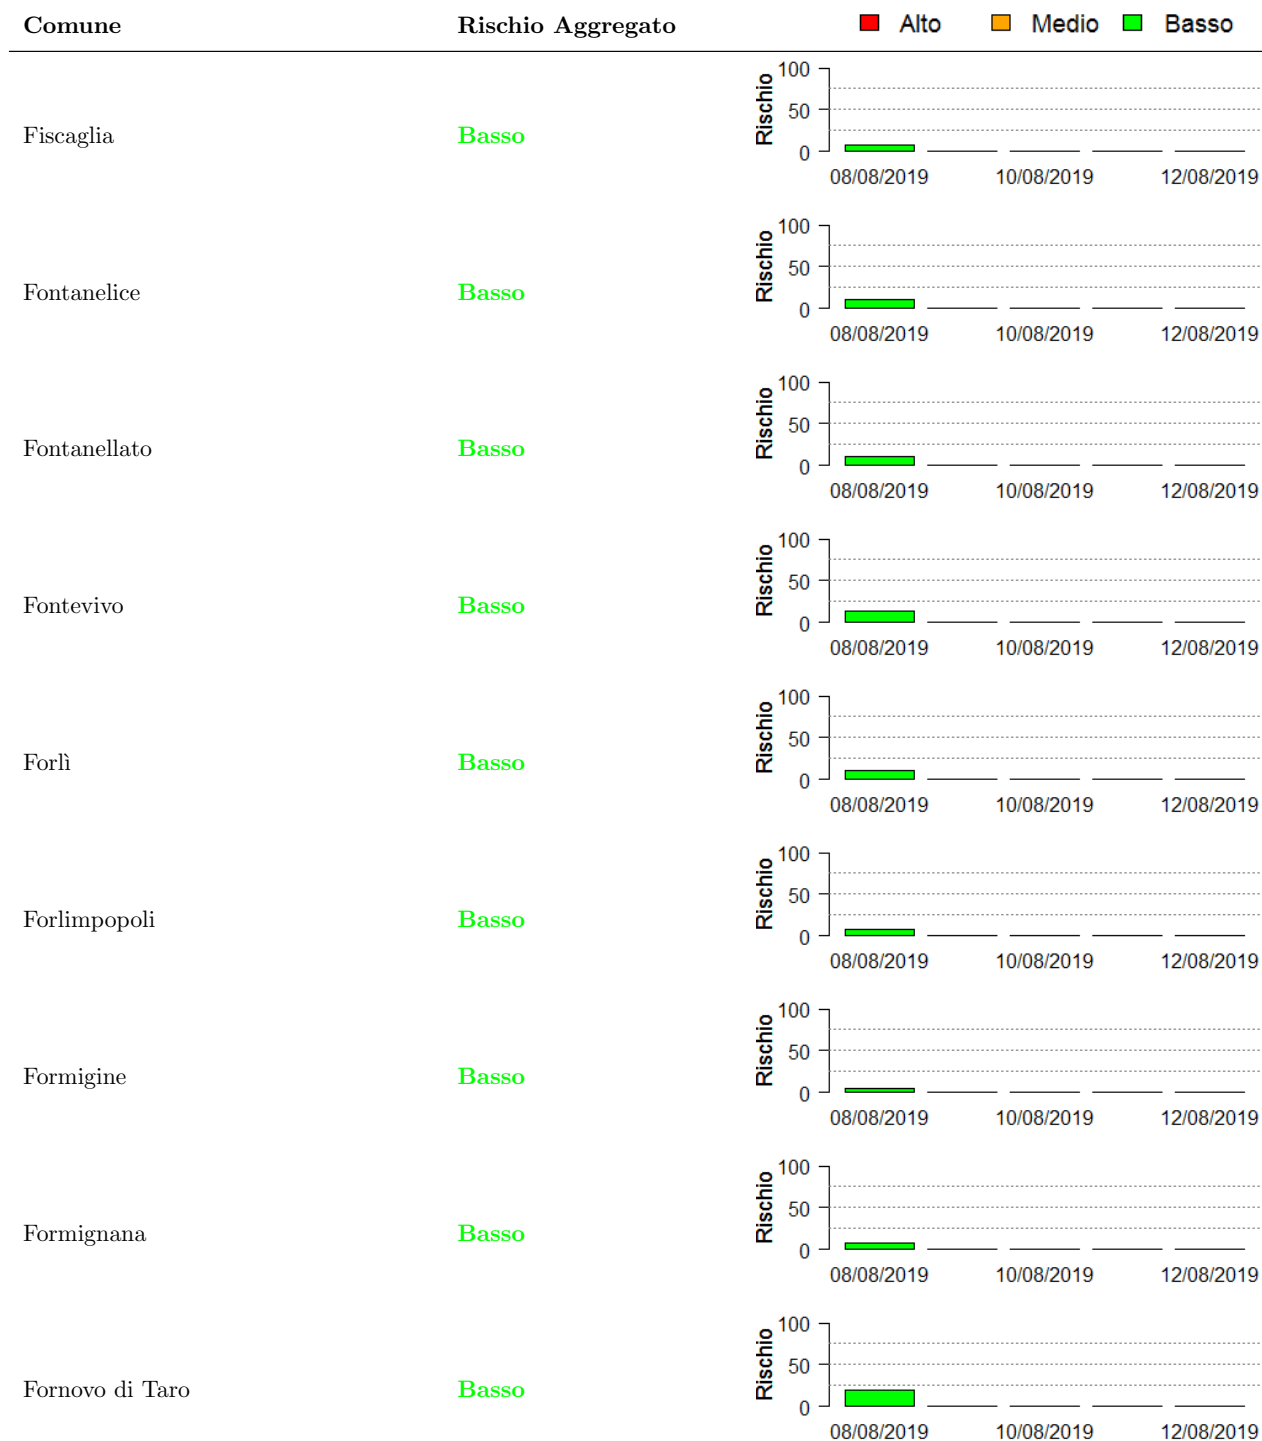 Comune Rischio Aggregato Alto Medio Basso
100
50
0
Rischio
Fiscaglia Basso
08/08/2019 10/08/2019 12/08/2019
100
50
0
Rischio
Fontanelice Basso
08/08/2019 10/08/2019 12/08/2019
100
50
0
Rischio
Fontanellato Basso
08/08/2019 10/08/2019 12/08/2019
100
50
0
Rischio
Fontevivo Basso
08/08/2019 10/08/2019 12/08/2019
100
50
0
Rischio
Forlì Basso
08/08/2019 10/08/2019 12/08/2019
100
50
0
Rischio
Forlimpopoli Basso
08/08/2019 10/08/2019 12/08/2019
100
50
0
Rischio
Formigine Basso
08/08/2019 10/08/2019 12/08/2019
100
50
0
Rischio
Formignana Basso
08/08/2019 10/08/2019 12/08/2019
100
50
0
Rischio
Fornovo di Taro Basso
08/08/2019 10/08/2019 12/08/2019